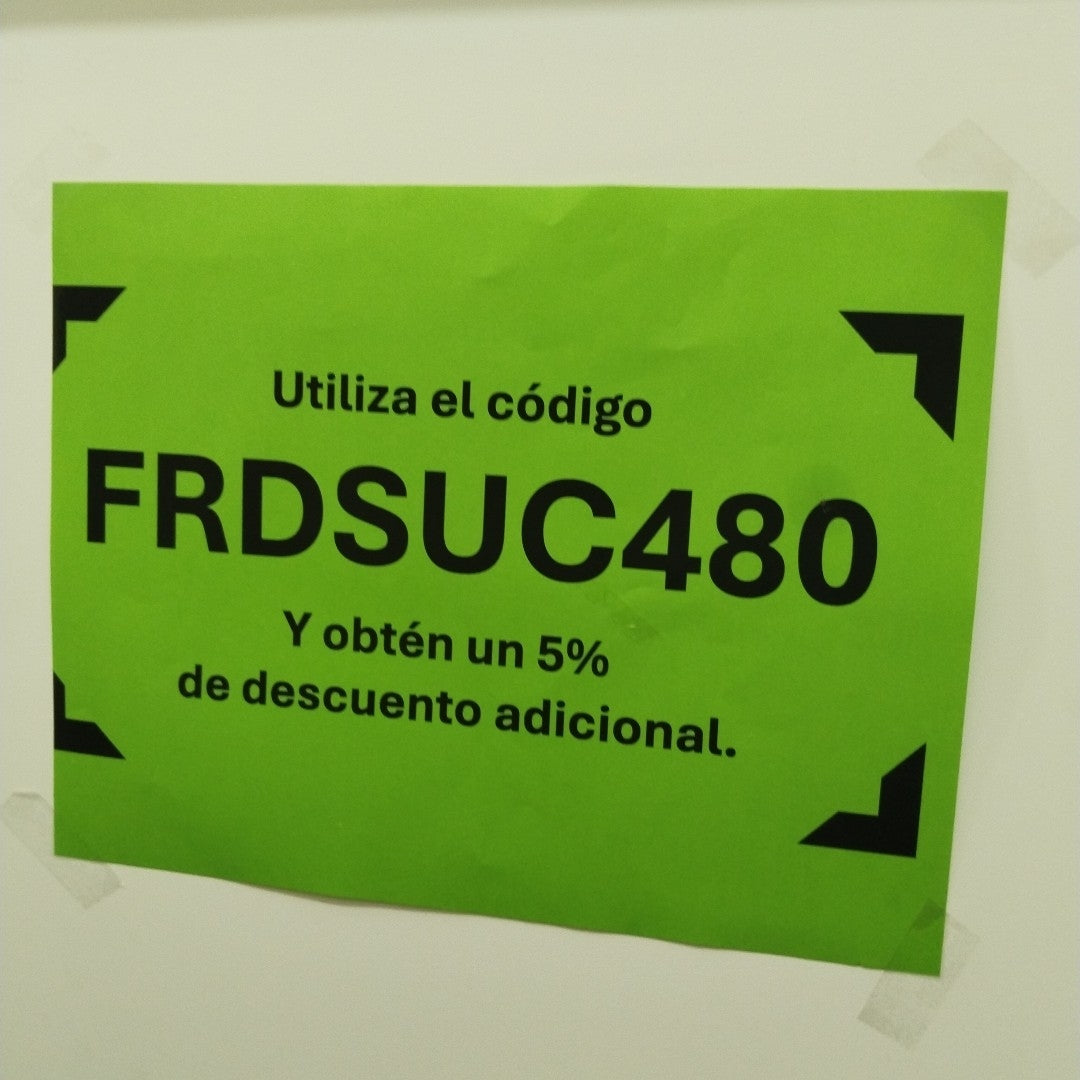 Utiliza el código
FRDSUC480
Y obtén un 5%
de descuento adicional.